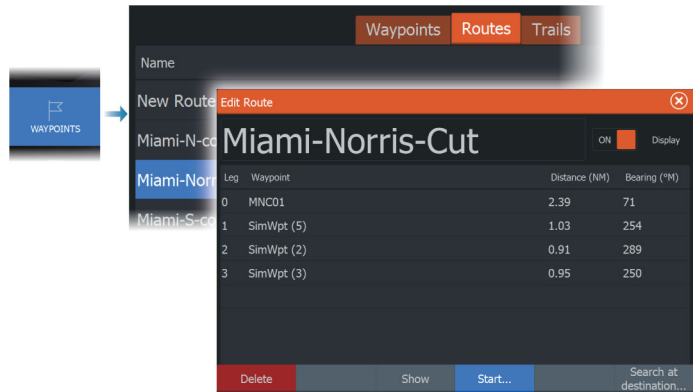 WAYPOINTS
Waypoints Routes Trails
Name
New Route
Miami-N-co
Miami-Norr
Miami-S-co
Edit Route
Miami-Norris-Cut
ON Display
Leg Waypoint Distance (NM) Bearing (°M)
0 MNC01 2.39 71
1 SimWpt (5) 1.03 254
2 SimWpt (2) 0.91 289
3 SimWpt (3) 0.95 250
Delete Show Start... Search at
destination...